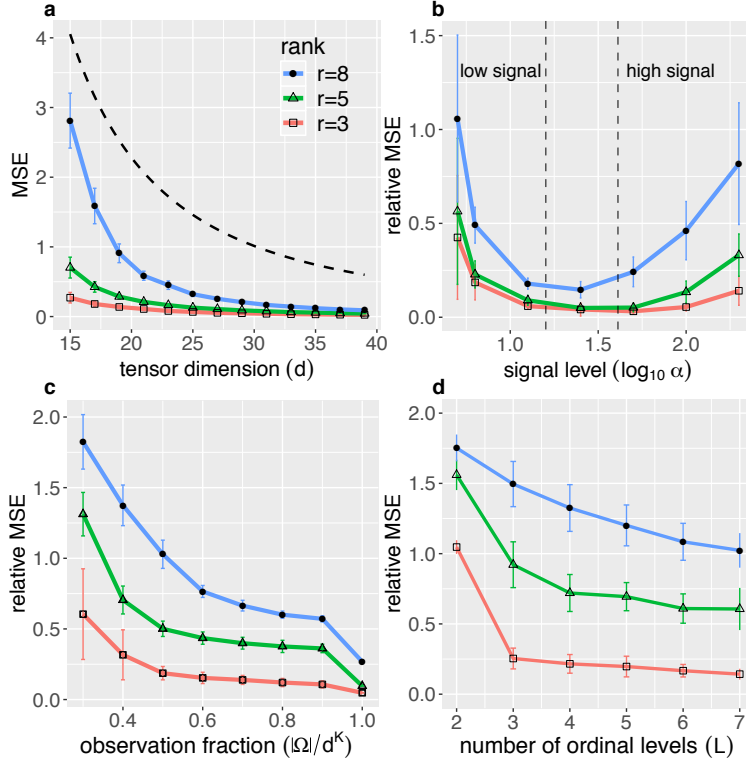 a
MSE
4
3
2
1
0
15
20
25
30
35
40
tensor dimension (d)
rank
r=8
r=5
r=3
b
relative MSE
1.5
1.0
0.5
0.0
low signal
high signal
1.0
1.5
2.0
signal level (log₁₀ α)
c
relative MSE
2.0
1.5
1.0
0.5
0.0
0.4
0.6
0.8
1.0
observation fraction (|Ω|/dᴷ)
d
relative MSE
2.0
1.5
1.0
0.5
0.0
2
3
4
5
6
7
number of ordinal levels (L)